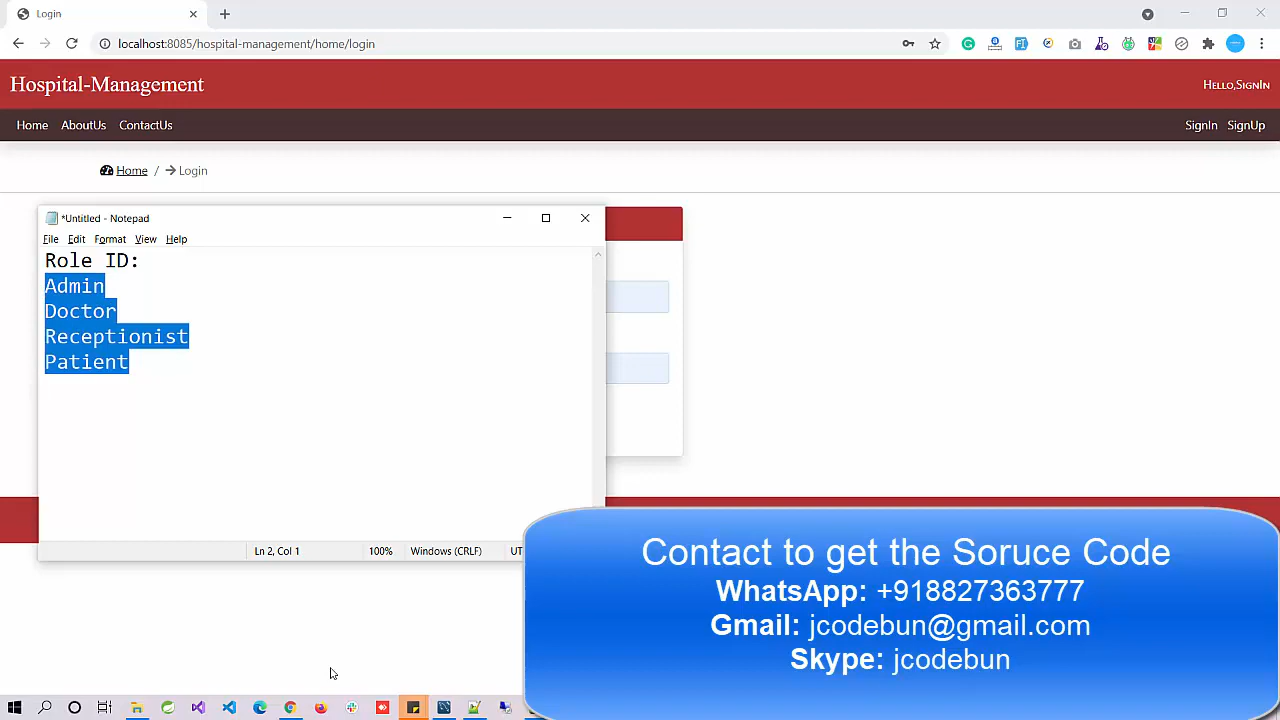 Login
localhost:8085/hospital-management/home/login
Hospital-Management
Hello,SignIn
Home AboutUs ContactUs
SignIn SignUp
Home / Login
*Untitled - Notepad
File Edit Format View Help
Role ID:
Admin
Doctor
Receptionist
Patient
Ln 2, Col 1 100% Windows (CRLF) UT
Contact to get the Soruce Code
WhatsApp: +918827363777
Gmail: jcodebun@gmail.com
Skype: jcodebun